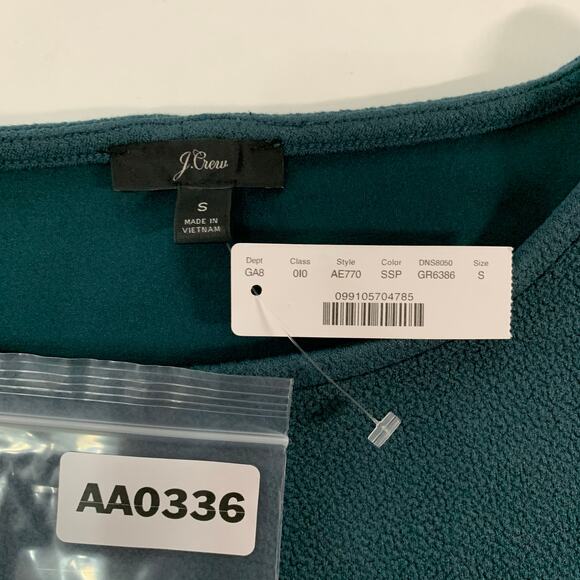 J.Crew
S
MADE IN
VIETNAM
Dept Class Style Color DNS8050 Size
GA8 0I0 AE770 SSP GR6386 S
099105704785
AA0336